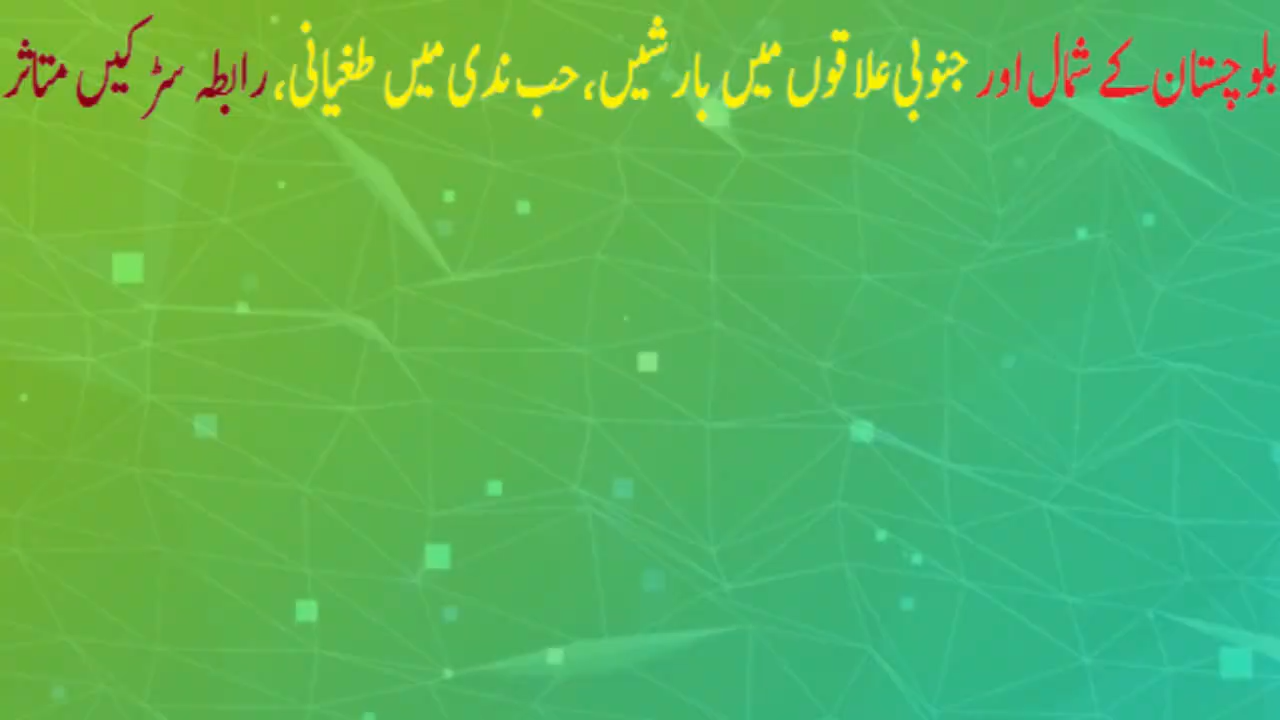 بلوچستان کے شمال اور جنوبی علاقوں میں بارشیں، حب ندی میں طغیانی، رابطہ سڑکیں متاثر